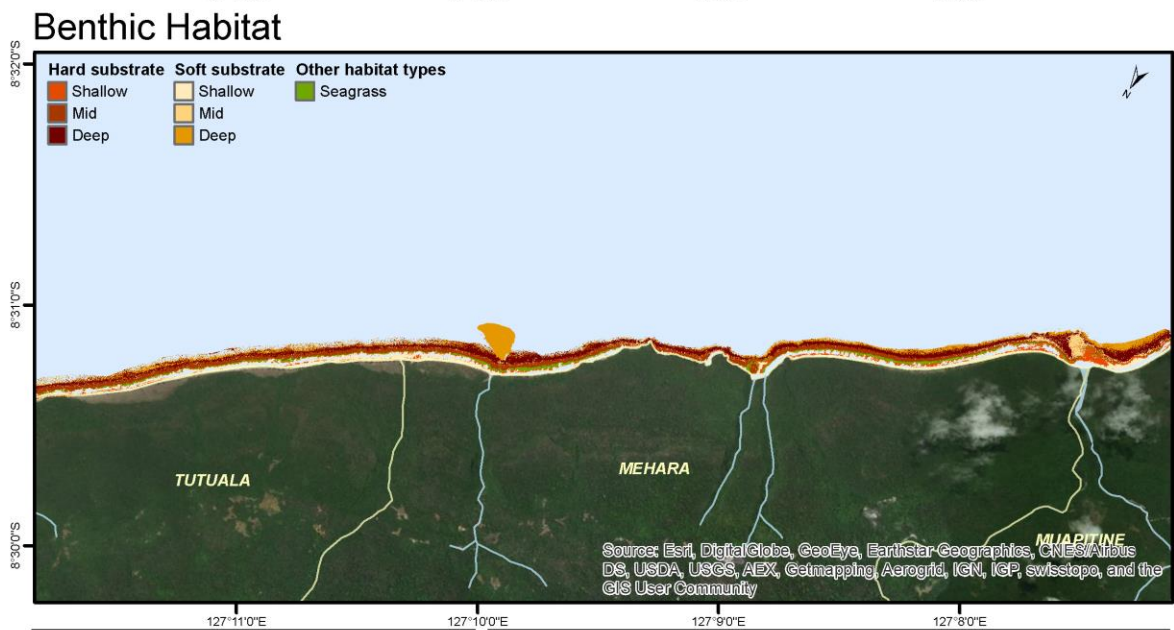 Benthic Habitat
Hard substrate Soft substrate Other habitat types
Shallow Shallow Seagrass
Mid Mid
Deep Deep
N
8°32'0"S
8°31'0"S
8°30'0"S
TUTUALA
MEHARA
MUAPITINE
Source: Esri, DigitalGlobe, GeoEye, Earthstar Geographics, CNES/Airbus
DS, USDA, USGS, AEX, Getmapping, Aerogrid, IGN, IGP, swisstopo, and the
GIS User Community
127°11'0"E 127°10'0"E 127°9'0"E 127°8'0"E